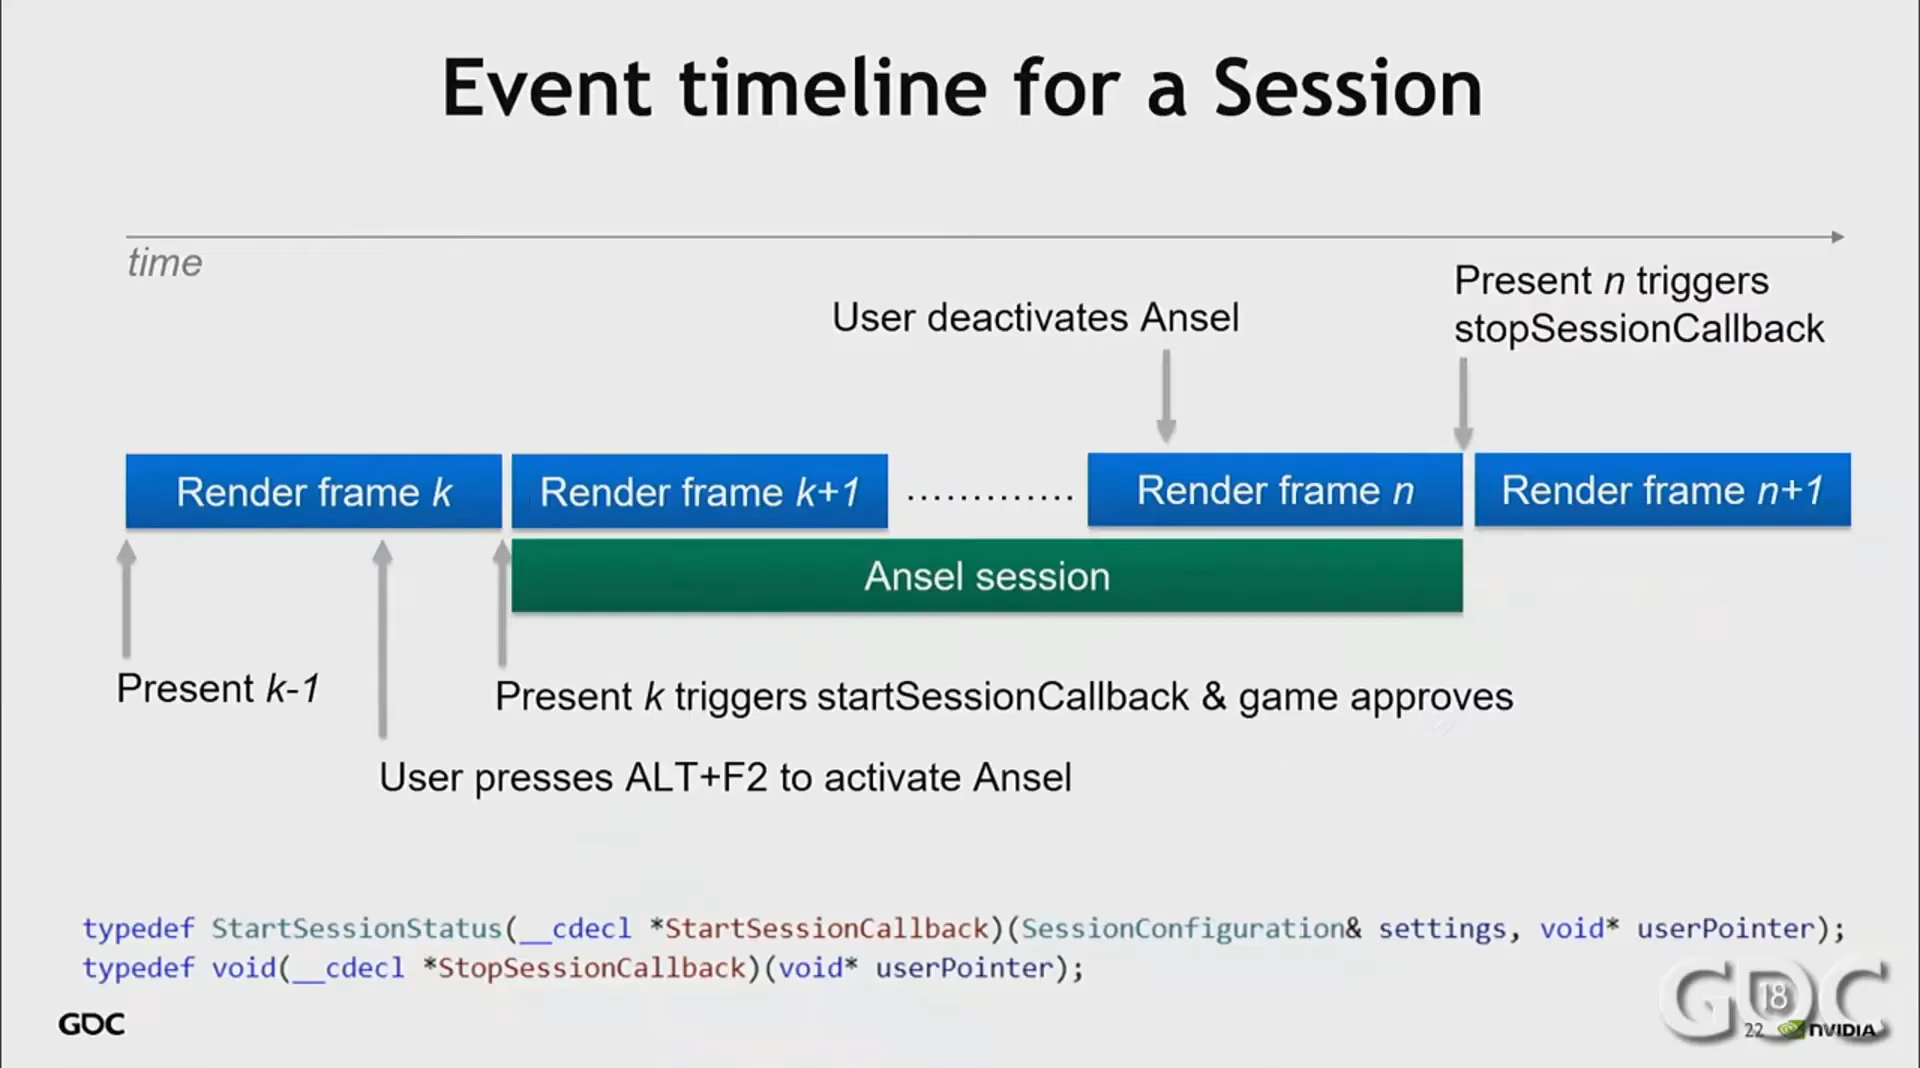 Event timeline for a Session
time
Present n triggers
stopSessionCallback
User deactivates Ansel
Render frame k
Render frame k+1
.............
Render frame n
Render frame n+1
Ansel session
Present k-1
Present k triggers startSessionCallback & game approves
User presses ALT+F2 to activate Ansel
typedef StartSessionStatus(__cdecl *StartSessionCallback)(SessionConfiguration& settings, void* userPointer);
typedef void(__cdecl *StopSessionCallback)(void* userPointer);
GDC
GDC
18
22
NVIDIA